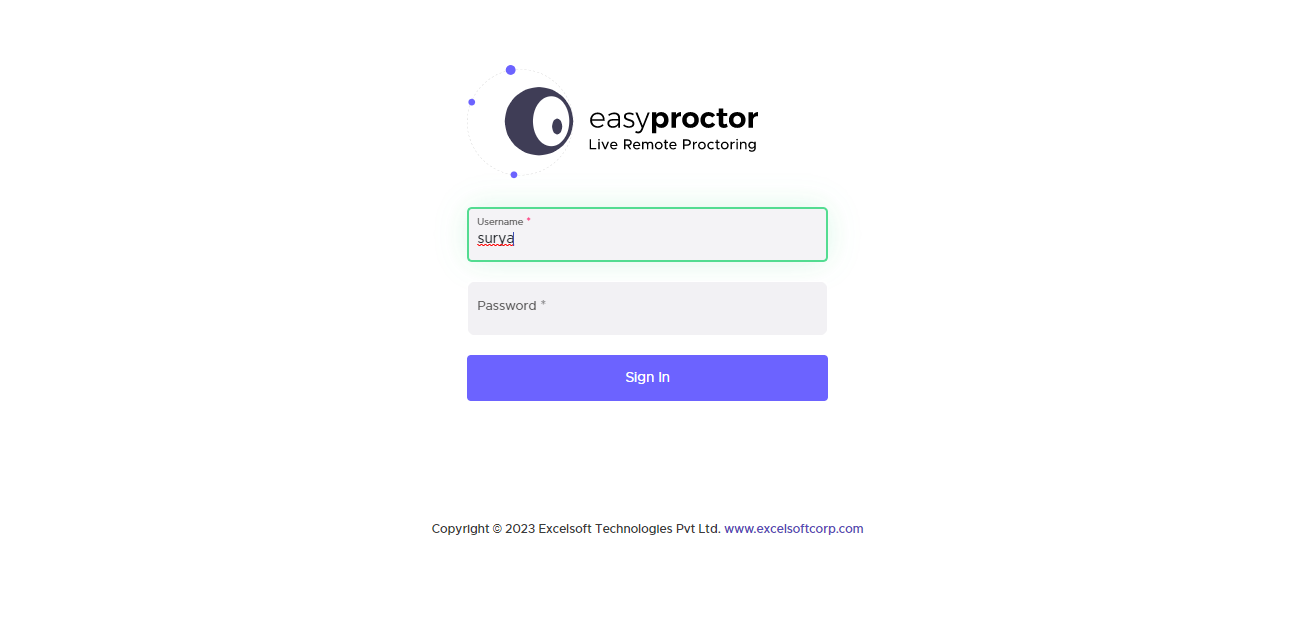 easyproctor
Live Remote Proctoring
Username *
surya
Password *
Sign In
Copyright © 2023 Excelsoft Technologies Pvt Ltd. www.excelsoftcorp.com